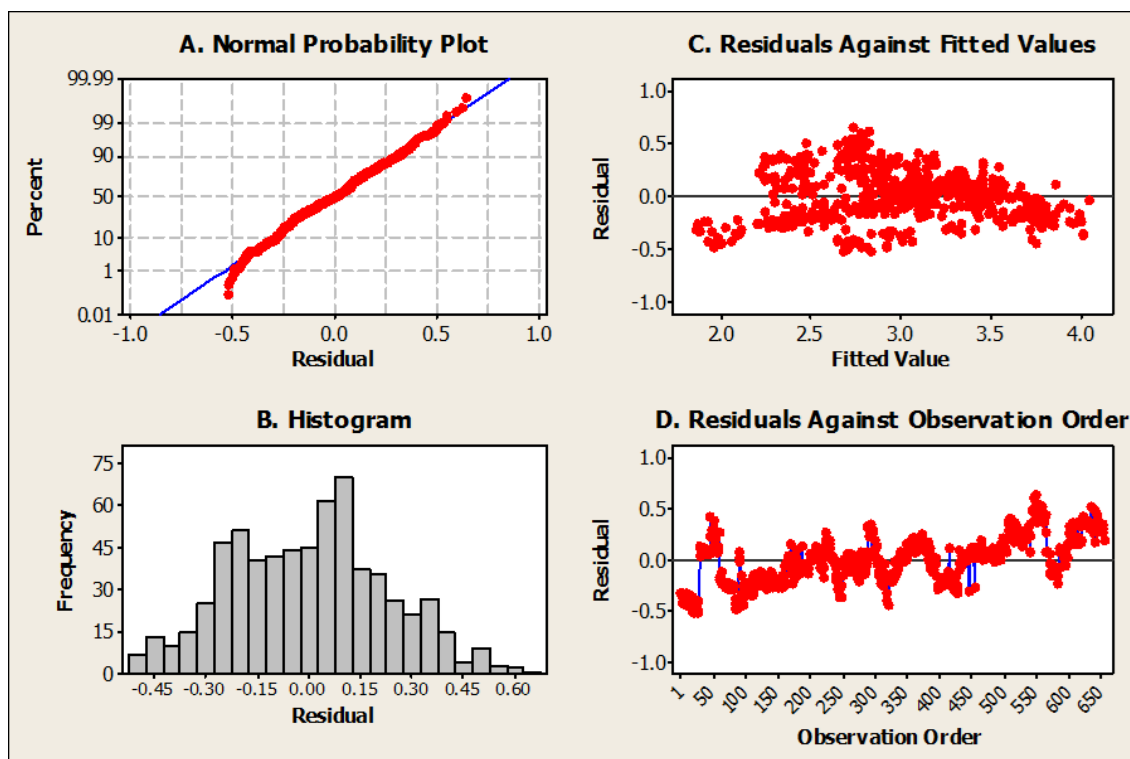 A. Normal Probability Plot
99.99
99
90
50
10
1
0.01
Percent
-1.0 -0.5 0.0 0.5 1.0
Residual
C. Residuals Against Fitted Values
1.0
0.5
0.0
-0.5
-1.0
Residual
2.0 2.5 3.0 3.5 4.0
Fitted Value
B. Histogram
75
60
45
30
15
0
Frequency
-0.45 -0.30 -0.15 0.00 0.15 0.30 0.45 0.60
Residual
D. Residuals Against Observation Order
1.0
0.5
0.0
-0.5
-1.0
Residual
1 50 100 150 200 250 300 350 400 450 500 550 600 650
Observation Order